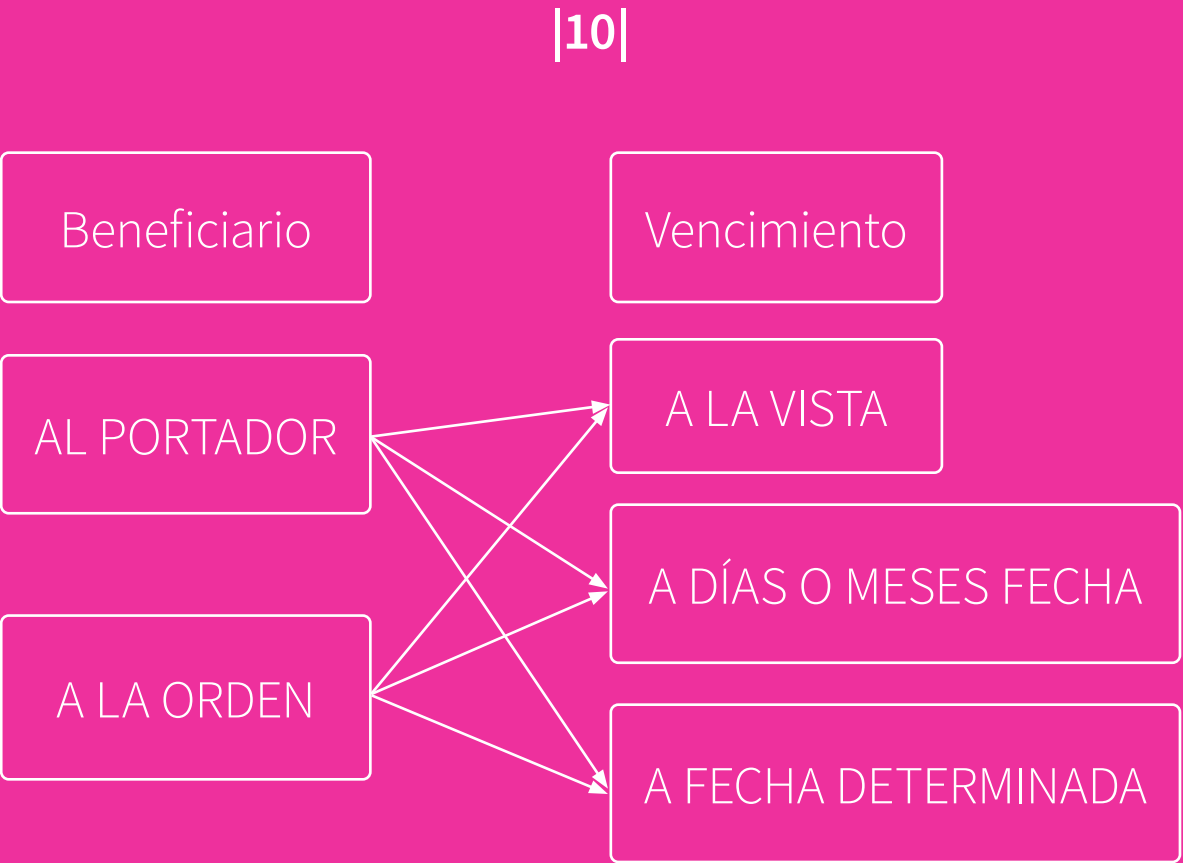 |10|
Beneficiario
Vencimiento
AL PORTADOR
A LA VISTA
A DÍAS O MESES FECHA
A LA ORDEN
A FECHA DETERMINADA